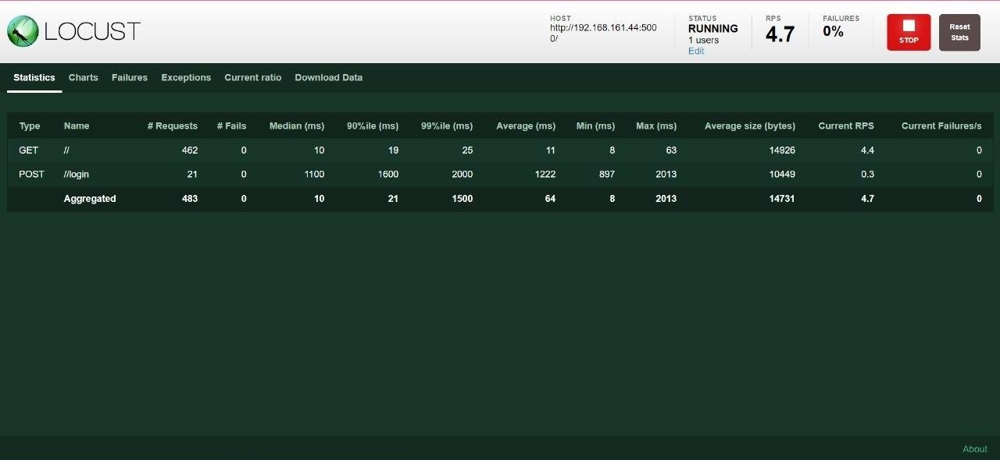 LOCUST
HOST
http://192.168.161.44:500
0/
STATUS
RUNNING
1 users
Edit
RPS
4.7
FAILURES
0%
STOP
Reset
Stats
Statistics Charts Failures Exceptions Current ratio Download Data
Type Name # Requests # Fails Median (ms) 90%ile (ms) 99%ile (ms) Average (ms) Min (ms) Max (ms) Average size (bytes) Current RPS Current Failures/s
GET // 462 0 10 19 25 11 8 63 14926 4.4 0
POST //login 21 0 1100 1600 2000 1222 897 2013 10449 0.3 0
Aggregated 483 0 10 21 1500 64 8 2013 14731 4.7 0
About